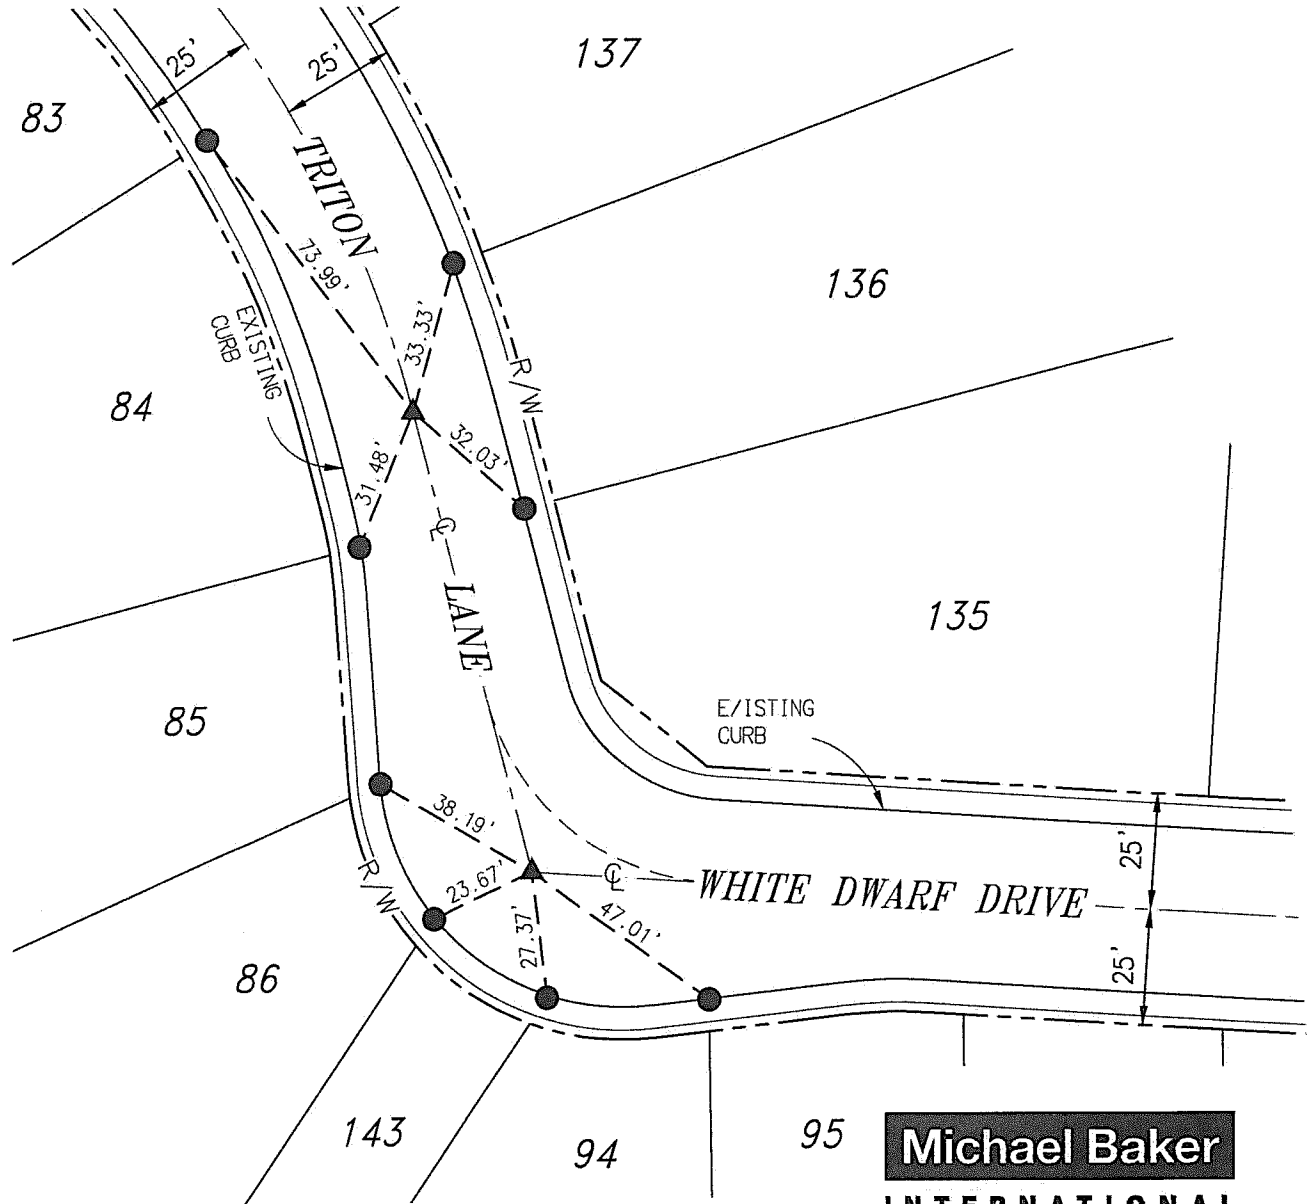 25'
25'
137
83
TRITON
73.99'
136
33.33'
EXISTING
CURB
R/W
84
32.03'
31.48'
CL
LANE
135
85
E/ISTING
CURB
38.19'
25'
R/W
23.67'
CL
WHITE DWARF DRIVE
27.37'
47.01'
25'
86
143
94
95
Michael Baker
INTERNATIONAL